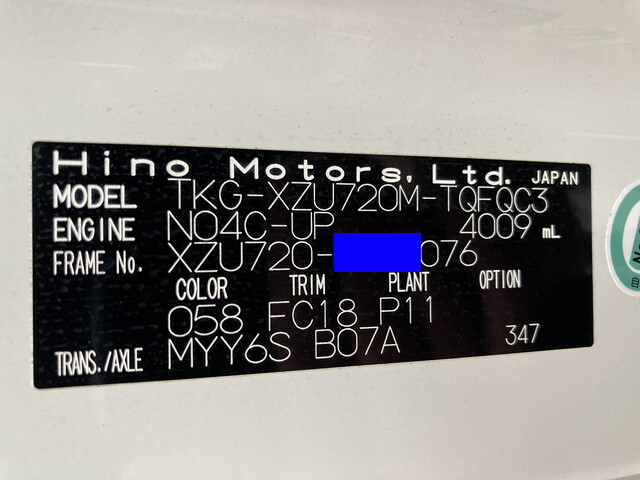 Hino Motors, Ltd. JAPAN
MODEL TKG-XZU720M-TQFQC3
ENGINE N04C-UP 4009 mL
FRAME No. XZU720- 076
COLOR TRIM PLANT OPTION
058 FC18 P11
TRANS./AXLE MYY6S B07A 347